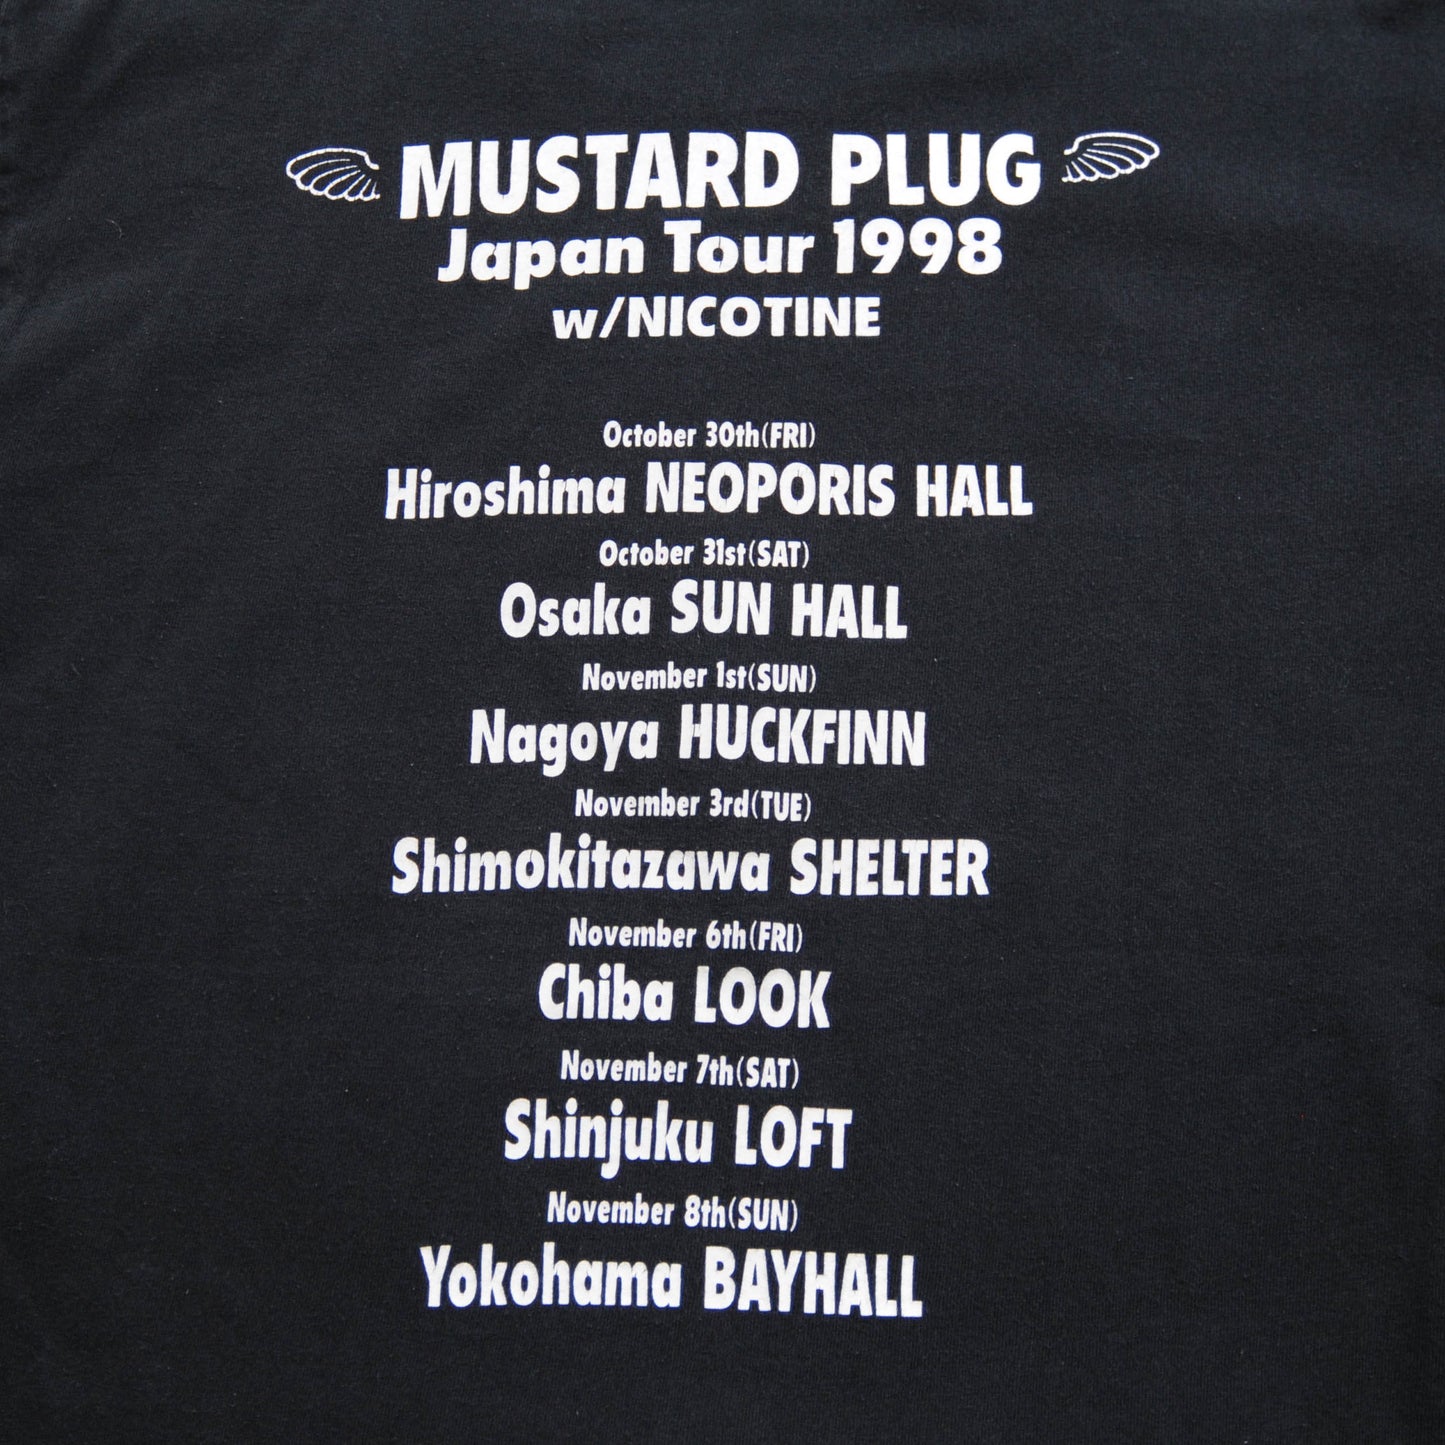 MUSTARD PLUG
Japan Tour 1998
w/NICOTINE
October 30th(FRI)
Hiroshima NEOPORIS HALL
October 31st(SAT)
Osaka SUN HALL
November 1st(SUN)
Nagoya HUCKFINN
November 3rd(TUE)
Shimokitazawa SHELTER
November 6th(FRI)
Chiba LOOK
November 7th(SAT)
Shinjuku LOFT
November 8th(SUN)
Yokohama BAYHALL